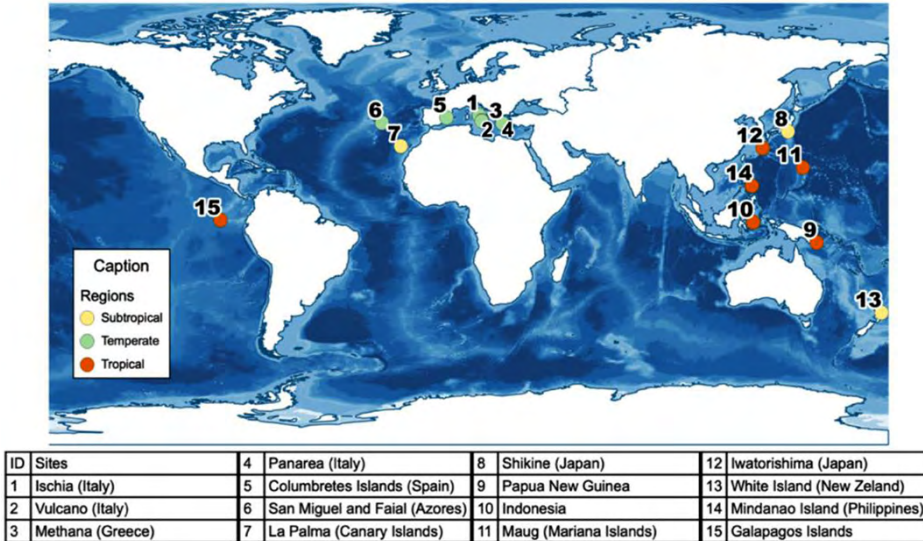 1
6
5
3
2
4
7
8
12
11
14
15
10
9
13
Caption
Regions
Subtropical
Temperate
Tropical
ID Sites 4 Panarea (Italy) 8 Shikine (Japan) 12 Iwatorishima (Japan)
1 Ischia (Italy) 5 Columbretes Islands (Spain) 9 Papua New Guinea 13 White Island (New Zeland)
2 Vulcano (Italy) 6 San Miguel and Faial (Azores) 10 Indonesia 14 Mindanao Island (Philippines)
3 Methana (Greece) 7 La Palma (Canary Islands) 11 Maug (Mariana Islands) 15 Galapagos Islands